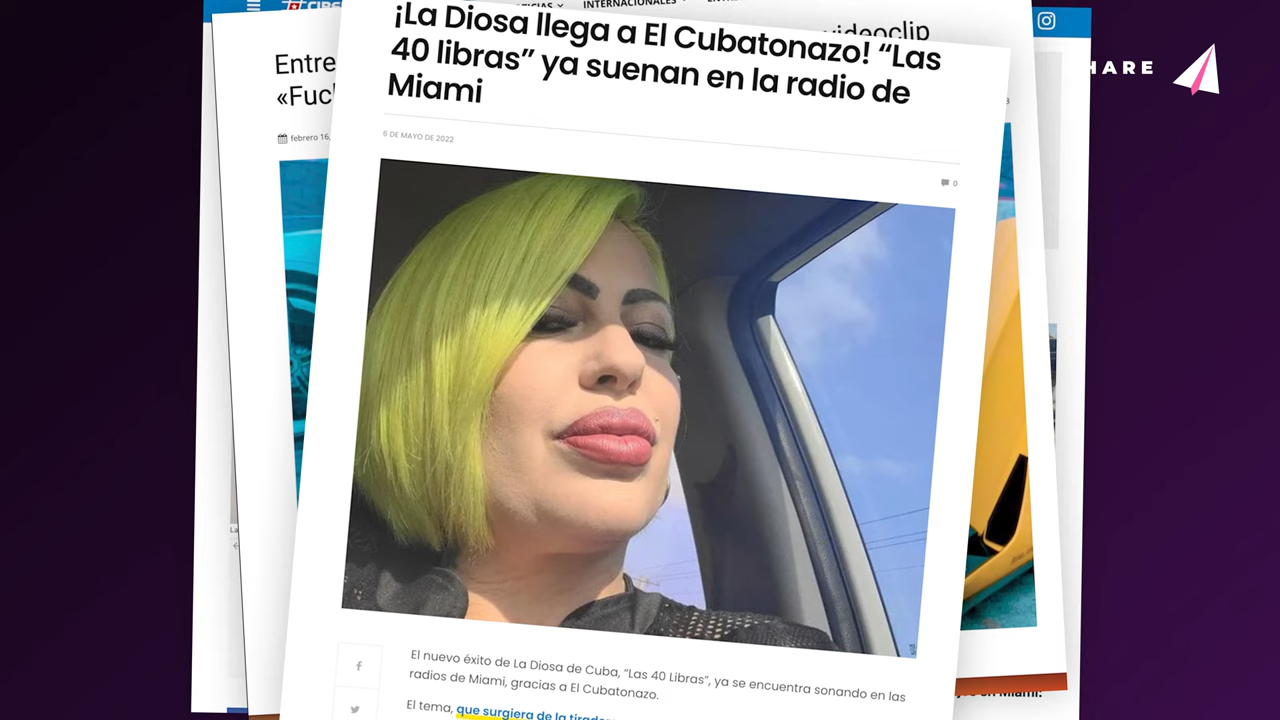 INTERNACIONALES
videoclip
HARE
Entre
«Fuc
febrero 16,
¡La Diosa llega a El Cubatonazo! “Las
40 libras” ya suenan en la radio de
Miami
6 DE MAYO DE 2022
0
El nuevo éxito de La Diosa de Cuba, “Las 40 Libras”, ya se encuentra sonando en las
radios de Miami, gracias a El Cubatonazo.
El tema, que surgiera de la
en Miami: